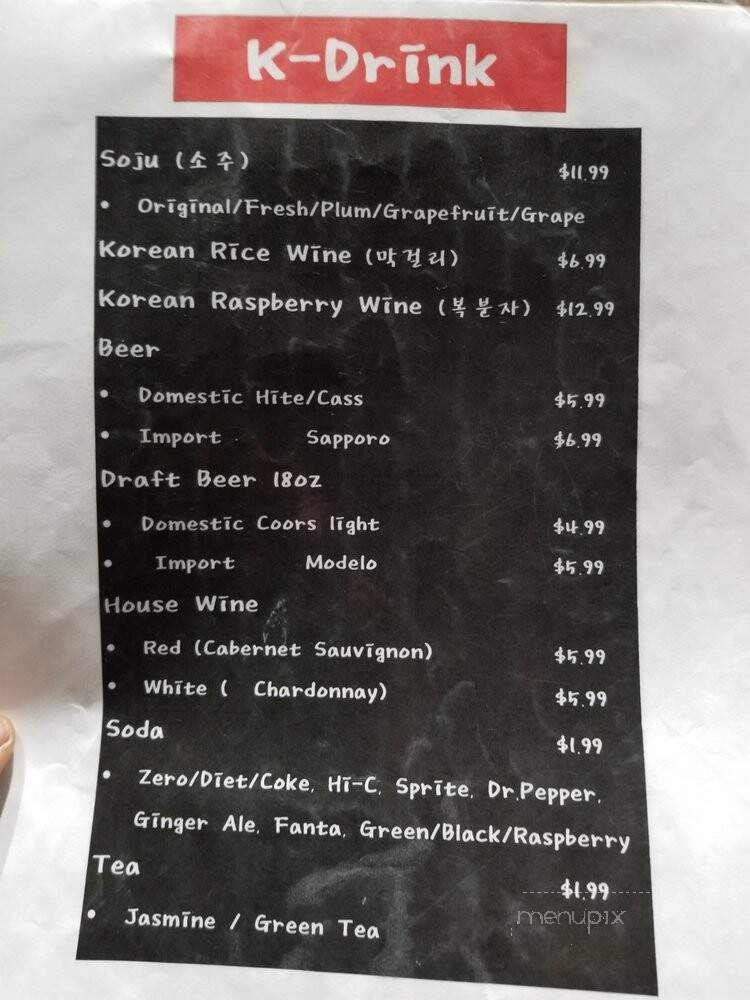 K-Drink
Soju (소주) $11.99
• Original/Fresh/Plum/Grapefruit/Grape
Korean Rice Wine (막걸리) $6.99
Korean Raspberry Wine (복분자) $12.99
Beer
• Domestic Hite/Cass $5.99
• Import Sapporo $6.99
Draft Beer 18oz
• Domestic Coors light $4.99
• Import Modelo $5.99
House Wine
• Red (Cabernet Sauvignon) $5.99
• White ( Chardonnay) $5.99
Soda $1.99
• Zero/Diet/Coke, Hi-C, Sprite, Dr.Pepper,
Ginger Ale, Fanta, Green/Black/Raspberry
Tea $1.99
• Jasmine / Green Tea
menupix